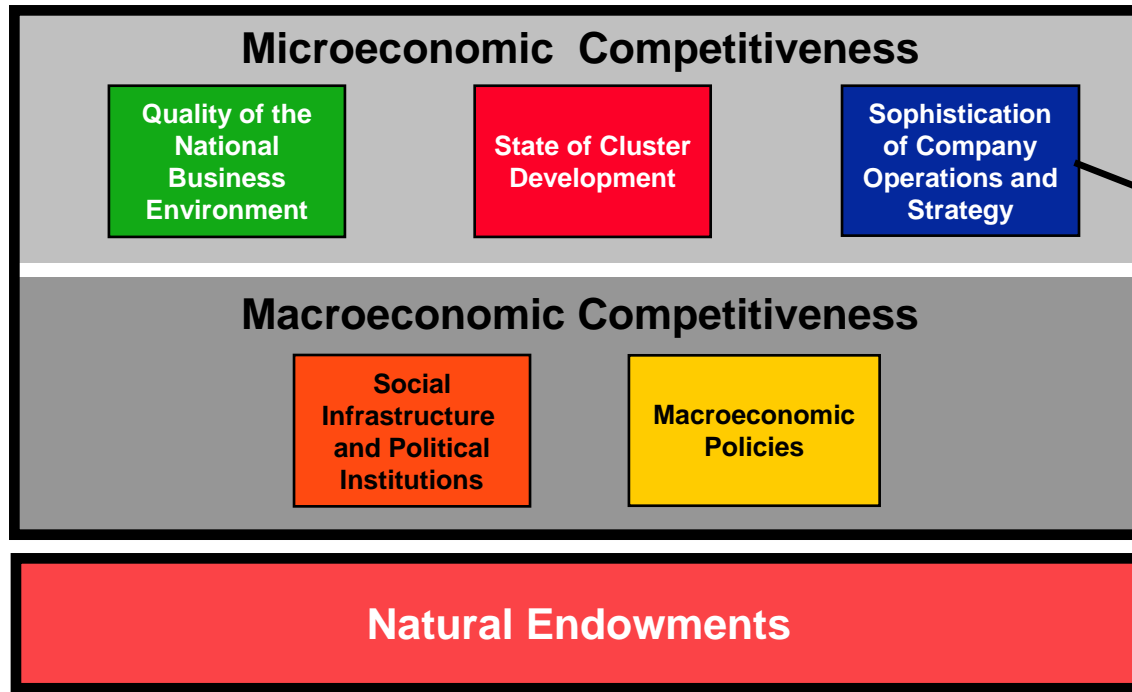 Microeconomic Competitiveness
Quality of the
National
Business
Environment
State of Cluster
Development
Sophistication
of Company
Operations and
Strategy
Macroeconomic Competitiveness
Social
Infrastructure
and Political
Institutions
Macroeconomic
Policies
Natural Endowments